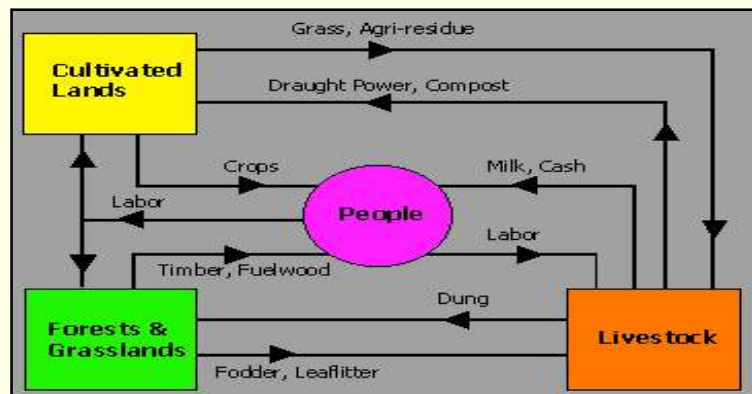 Grass, Agri-residue
Cultivated
Lands
Draught Power, Compost
Crops
Milk, Cash
Labor
People
Labor
Timber, Fuelwood
Dung
Forests &
Grasslands
Livestock
Fodder, Leaflitter